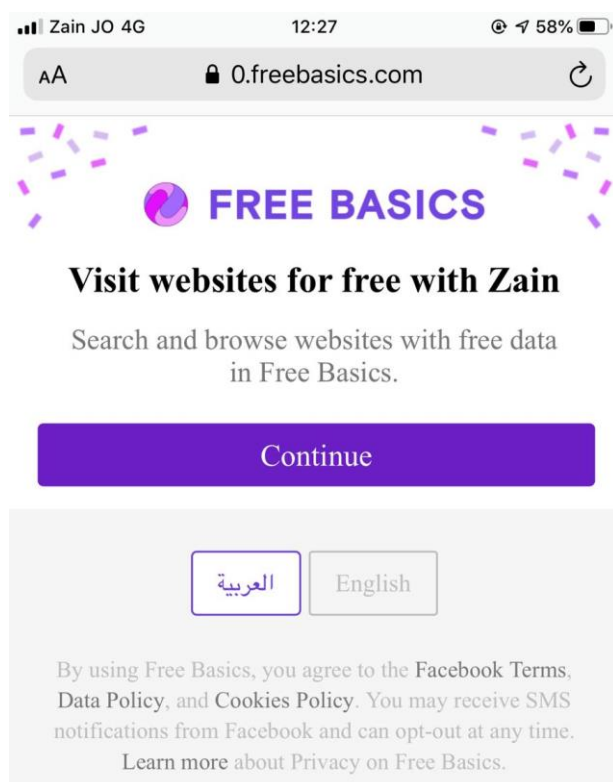 Zain JO 4G 12:27 58%
AA 0.freebasics.com
FREE BASICS
Visit websites for free with Zain
Search and browse websites with free data
in Free Basics.
Continue
العربية English
By using Free Basics, you agree to the Facebook Terms,
Data Policy, and Cookies Policy. You may receive SMS
notifications from Facebook and can opt-out at any time.
Learn more about Privacy on Free Basics.